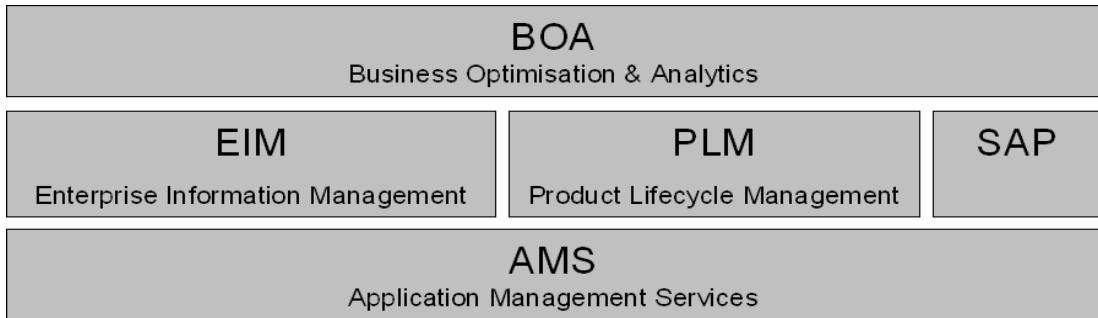 BOA
Business Optimisation & Analytics
EIM
Enterprise Information Management
PLM
Product Lifecycle Management
SAP
AMS
Application Management Services